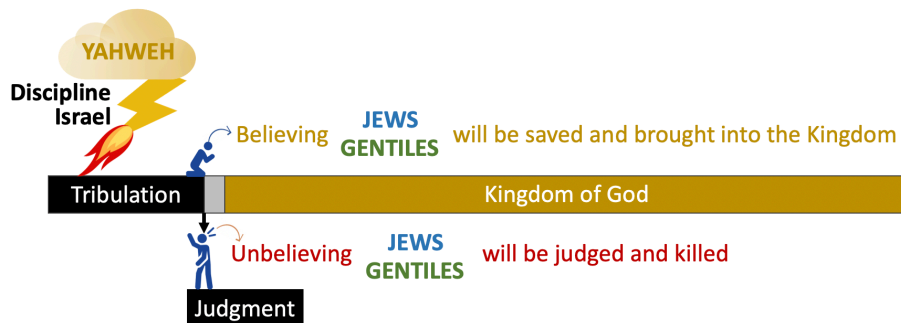 YAHWEH
Discipline
Israel
Believing JEWS GENTILES will be saved and brought into the Kingdom
Tribulation Kingdom of God
Unbelieving JEWS GENTILES will be judged and killed
Judgment